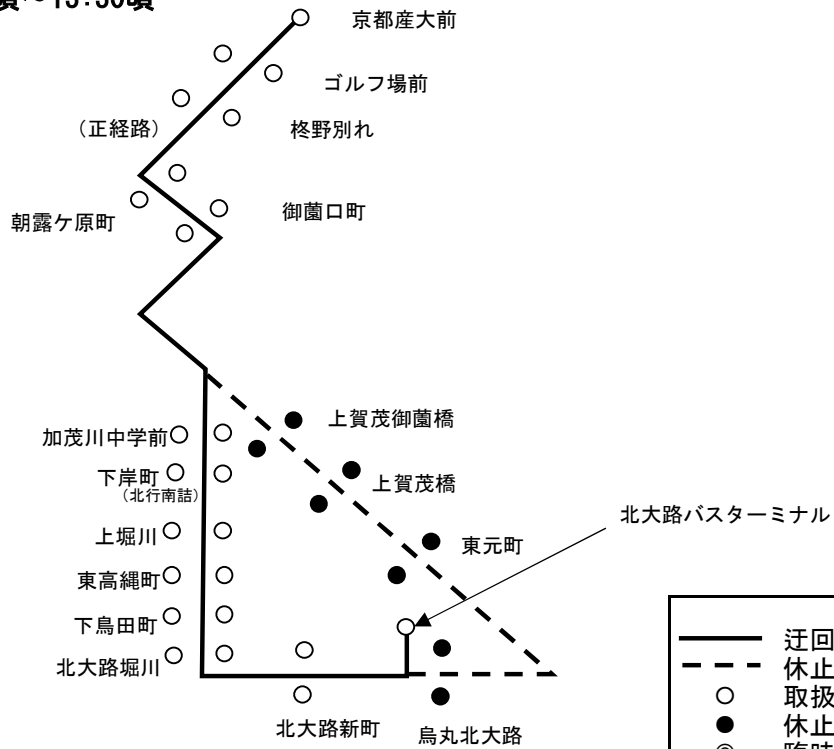 ～15:30頃
京都産大前
ゴルフ場前
(正経路)
柊野別れ
朝露ケ原町
御薗口町
上賀茂御薗橋
加茂川中学前
下岸町
(北行南詰)
上賀茂橋
北大路バスターミナル
上堀川
東元町
東高縄町
下鳥田町
北大路堀川
北大路新町
烏丸北大路
迂回
休止
取扱
休止